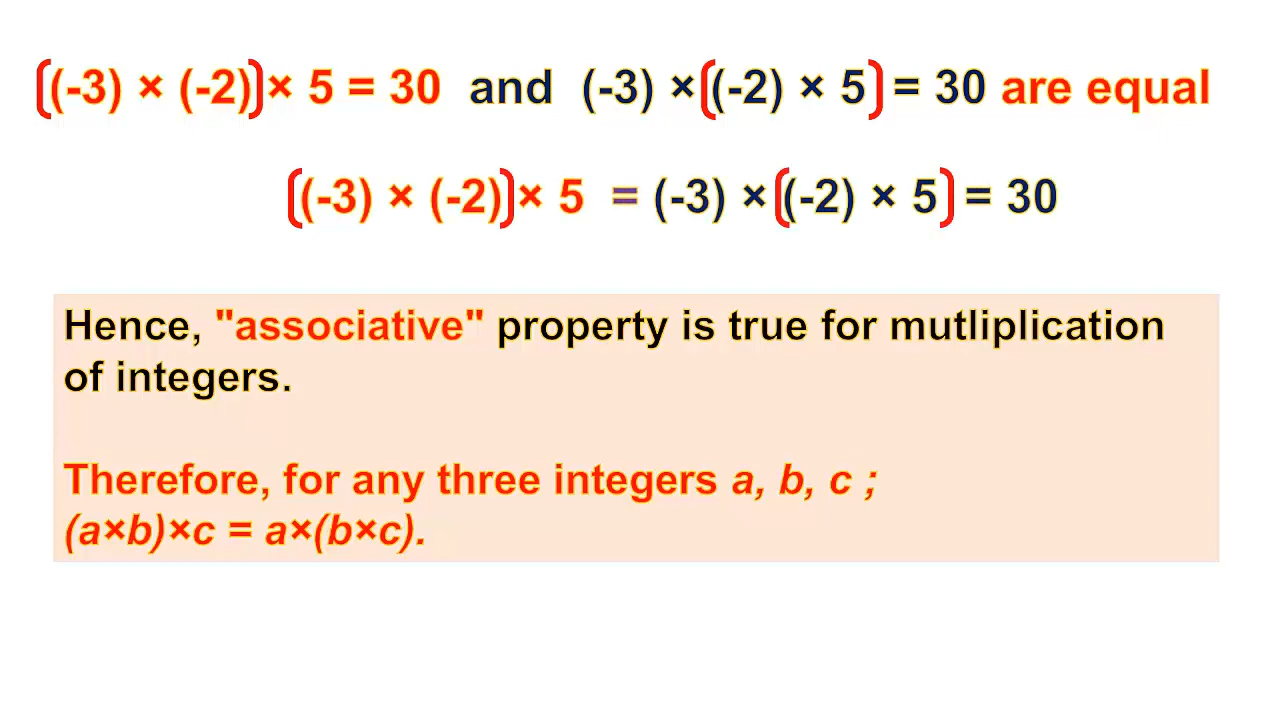 [(-3) × (-2)] × 5 = 30 and (-3) × [(-2) × 5] = 30 are equal
[(-3) × (-2)] × 5 = (-3) × [(-2) × 5] = 30
Hence, "associative" property is true for mutliplication
of integers.
Therefore, for any three integers a, b, c ;
(a×b)×c = a×(b×c).